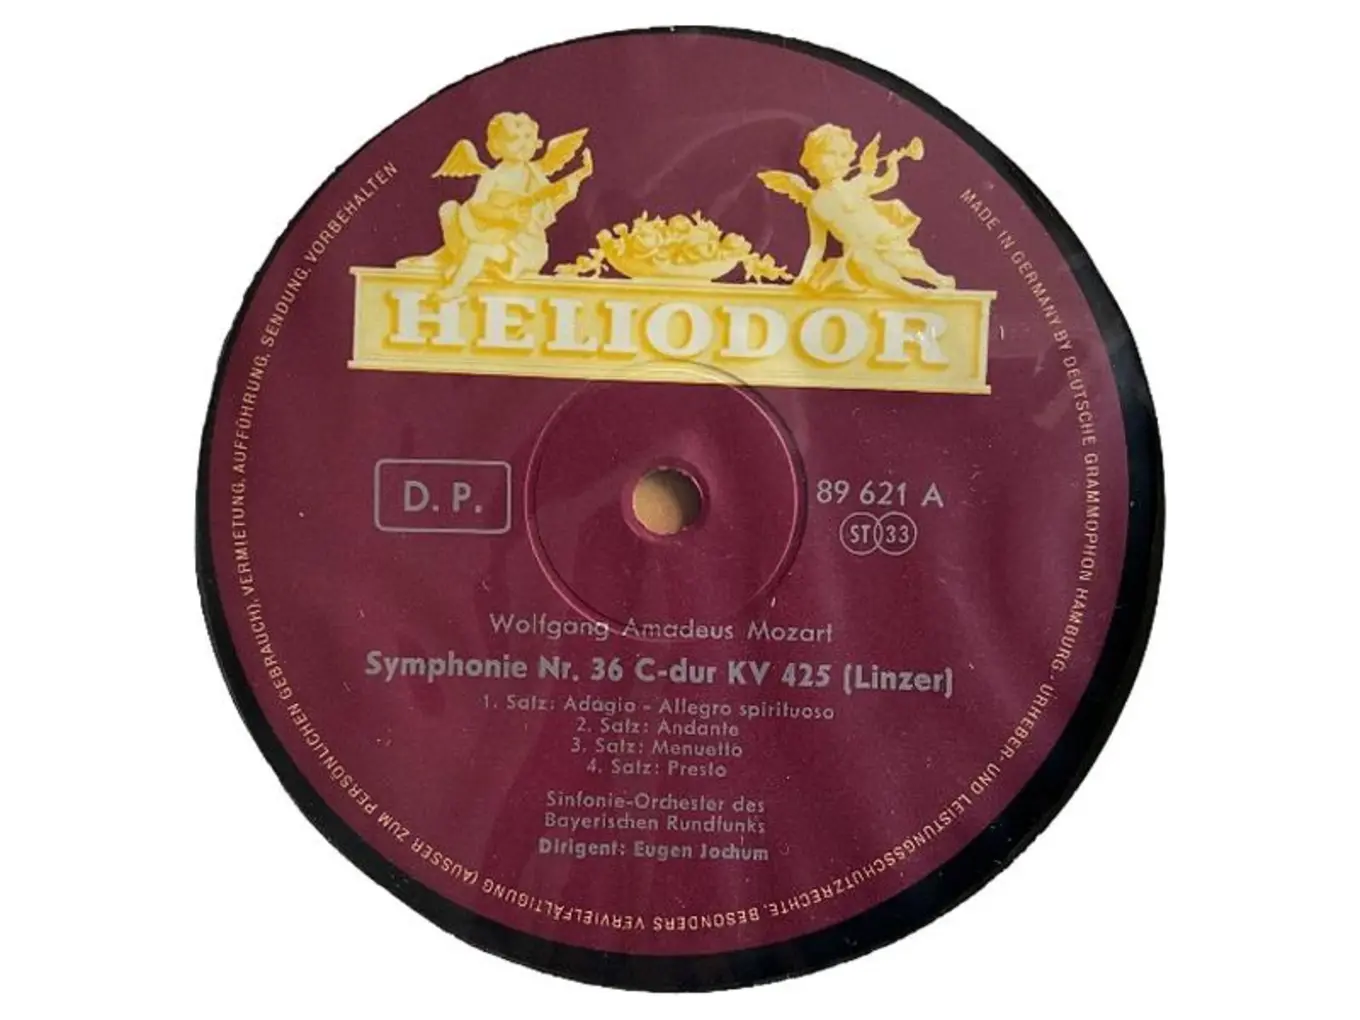 HELIODOR
D. P.
89 621 A
ST 33
Wolfgang Amadeus Mozart
Symphonie Nr. 36 C-dur KV 425 (Linzer)
1. Satz: Adagio - Allegro spirituoso
2. Satz: Andante
3. Satz: Menuetto
4. Satz: Presto
Sinfonie-Orchester des
Bayerischen Rundfunks
Dirigent: Eugen Jochum
MADE IN GERMANY BY DEUTSCHE GRAMMOPHON HAMBURG · URHEBER- UND LEISTUNGSSCHUTZRECHTE, BESONDERS VERVIELFÄLTIGUNG (AUSSER ZUM PERSÖNLICHEN GEBRAUCH), VERMIETUNG, AUFFÜHRUNG, SENDUNG, VORBEHALTEN